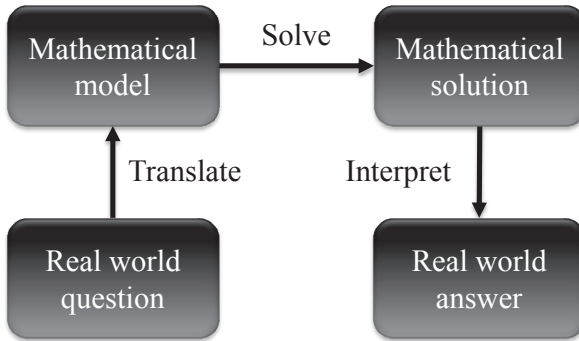 Mathematical
model
Solve
Mathematical
solution
Translate
Interpret
Real world
question
Real world
answer